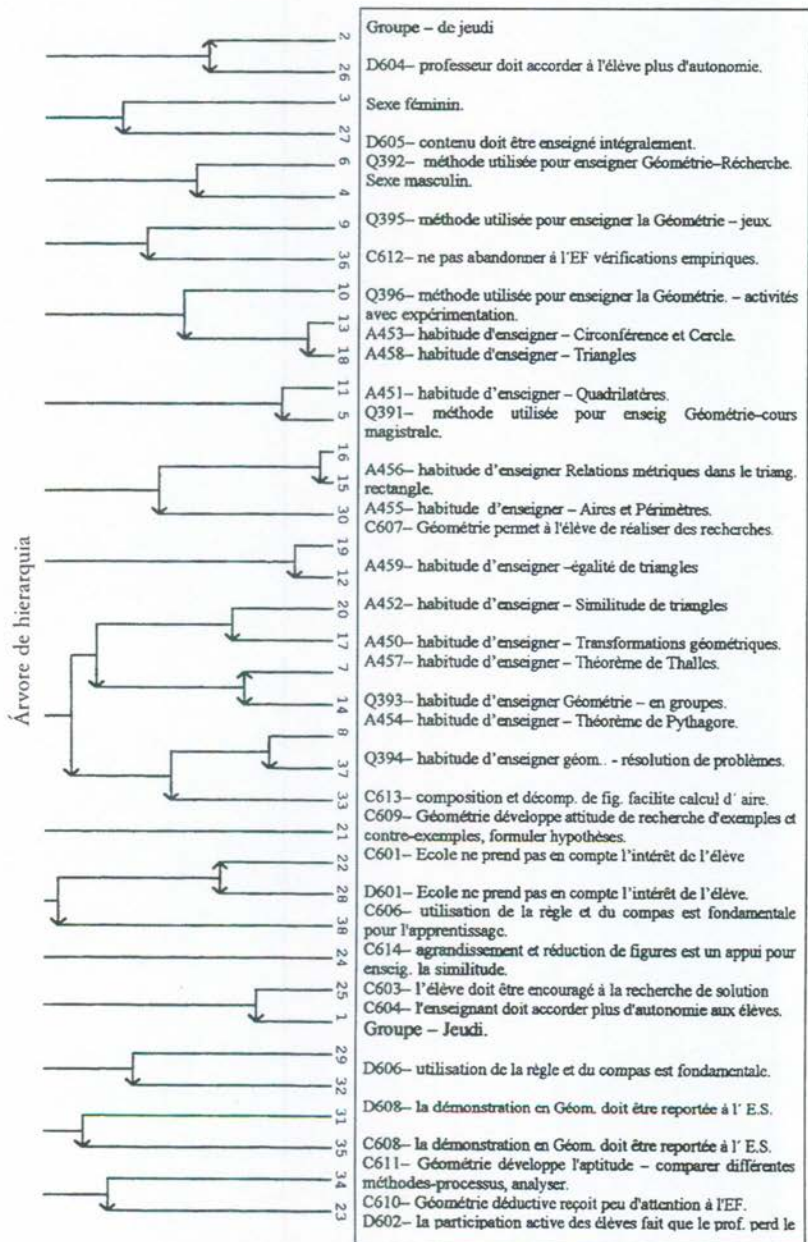 Árvore de hierarquia
2
26
3
27
6
4
9
36
10
13
18
11
5
16
15
30
19
12
20
17
7
14
8
37
33
21
22
28
38
24
25
1
29
32
31
35
34
23
Groupe – de jeudi
D604– professeur doit accorder à l'élève plus d'autonomie.
Sexe féminin.
D605– contenu doit être enseigné intégralement.
Q392– méthode utilisée pour enseigner Géométrie–Récherche.
Sexe masculin.
Q395– méthode utilisée pour enseigner la Géométrie – jeux.
C612– ne pas abandonner à l'EF vérifications empiriques.
Q396– méthode utilisée pour enseigner la Géométrie. – activités
avec expérimentation.
A453– habitude d'enseigner – Circonférence et Cercle.
A458– habitude d'enseigner – Triangles
A451– habitude d'enseigner – Quadrilatères.
Q391– méthode utilisée pour enseig Géométrie–cours
magistrale.
A456– habitude d'enseigner Relations métriques dans le triang.
rectangle.
A455– habitude d'enseigner – Aires et Périmètres.
C607– Géométrie permet à l'élève de réaliser des recherches.
A459– habitude d'enseigner –égalité de triangles
A452– habitude d'enseigner – Similitude de triangles
A450– habitude d'enseigner – Transformations géométriques.
A457– habitude d'enseigner – Théorème de Thalles.
Q393– habitude d'enseigner Géométrie – en groupes.
A454– habitude d'enseigner – Théorème de Pythagore.
Q394– habitude d'enseigner géom.. - résolution de problèmes.
C613– composition et décomp. de fig. facilite calcul d' aire.
C609– Géométrie développe attitude de recherche d'exemples et
contre-exemples, formuler hypothèses.
C601– Ecole ne prend pas en compte l'intérêt de l'élève
D601– Ecole ne prend pas en compte l'intérêt de l'élève.
C606– utilisation de la règle et du compas est fondamentale
pour l'apprentissage.
C614– agrandissement et réduction de figures est un appui pour
enseig. la similitude.
C603– l'élève doit être encouragé à la recherche de solution
C604– l'enseignant doit accorder plus d'autonomie aux élèves.
Groupe – Jeudi.
D606– utilisation de la règle et du compas est fondamentale.
D608– la démonstration en Géom. doit être reportée à l' E.S.
C608– la démonstration en Géom. doit être reportée à l' E.S.
C611– Géométrie développe l'aptitude – comparer différentes
méthodes-processus, analyser.
C610– Géométrie déductive reçoit peu d'attention à l'EF.
D602– la participation active des élèves fait que le prof. perd le